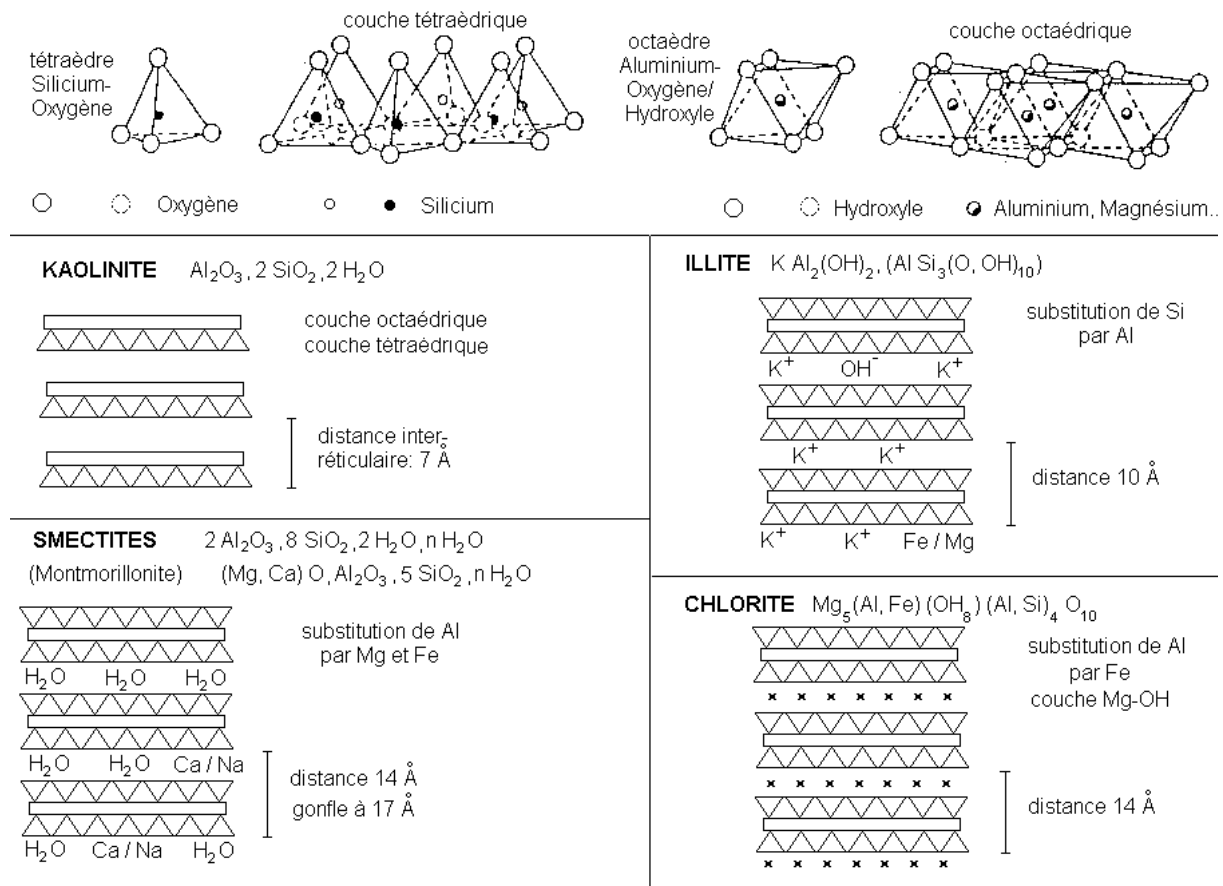 couche tétraèdrique
tétraèdre
Silicium-
Oxygène
octaèdre
Aluminium-
Oxygène/
Hydroxyle
couche octaédrique
Oxygène
Silicium
Hydroxyle
Aluminium, Magnésium..
KAOLINITE Al₂O₃, 2 SiO₂, 2 H₂O
couche octaédrique
couche tétraèdrique
distance inter-
réticulaire: 7 Å
ILLITE K Al₂(OH)₂, (Al Si₃(O, OH)₁₀)
substitution de Si
par Al
K⁺ OH⁻ K⁺
K⁺ K⁺
distance 10 Å
K⁺ K⁺ Fe / Mg
SMECTITES 2 Al₂O₃, 8 SiO₂, 2 H₂O, n H₂O
(Montmorillonite) (Mg, Ca) O, Al₂O₃, 5 SiO₂, n H₂O
substitution de Al
par Mg et Fe
H₂O H₂O H₂O
H₂O H₂O Ca / Na
distance 14 Å
gonfle à 17 Å
H₂O Ca / Na H₂O
CHLORITE Mg₅(Al, Fe) (OH₈) (Al, Si)₄ O₁₀
substitution de Al
par Fe
couche Mg-OH
distance 14 Å